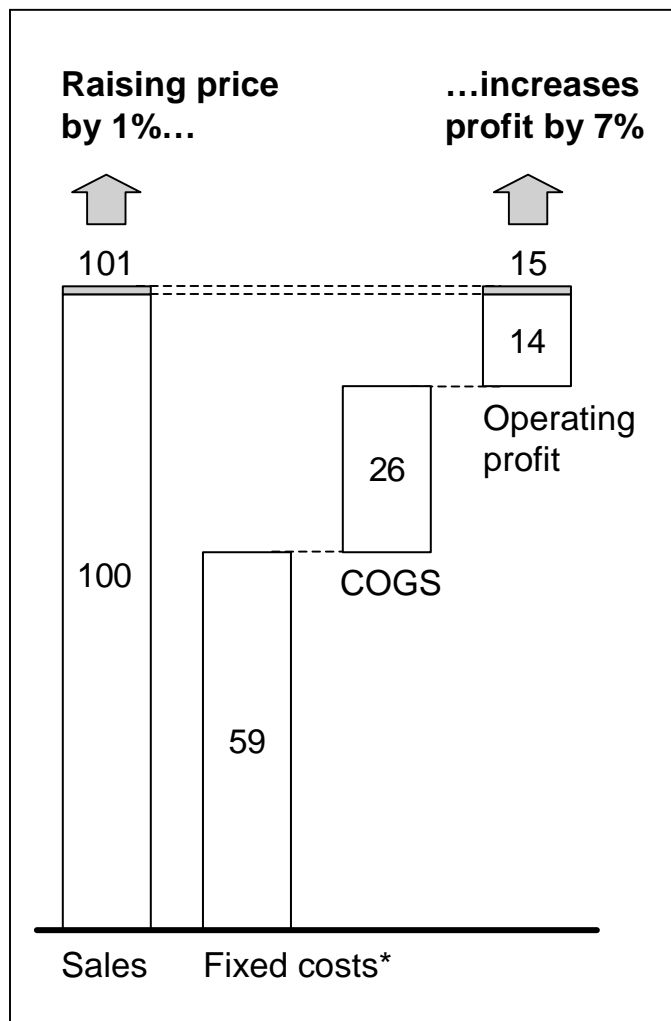 Raising price
by 1%…
…increases
profit by 7%
101
15
14
Operating
profit
26
COGS
100
59
Sales
Fixed costs*